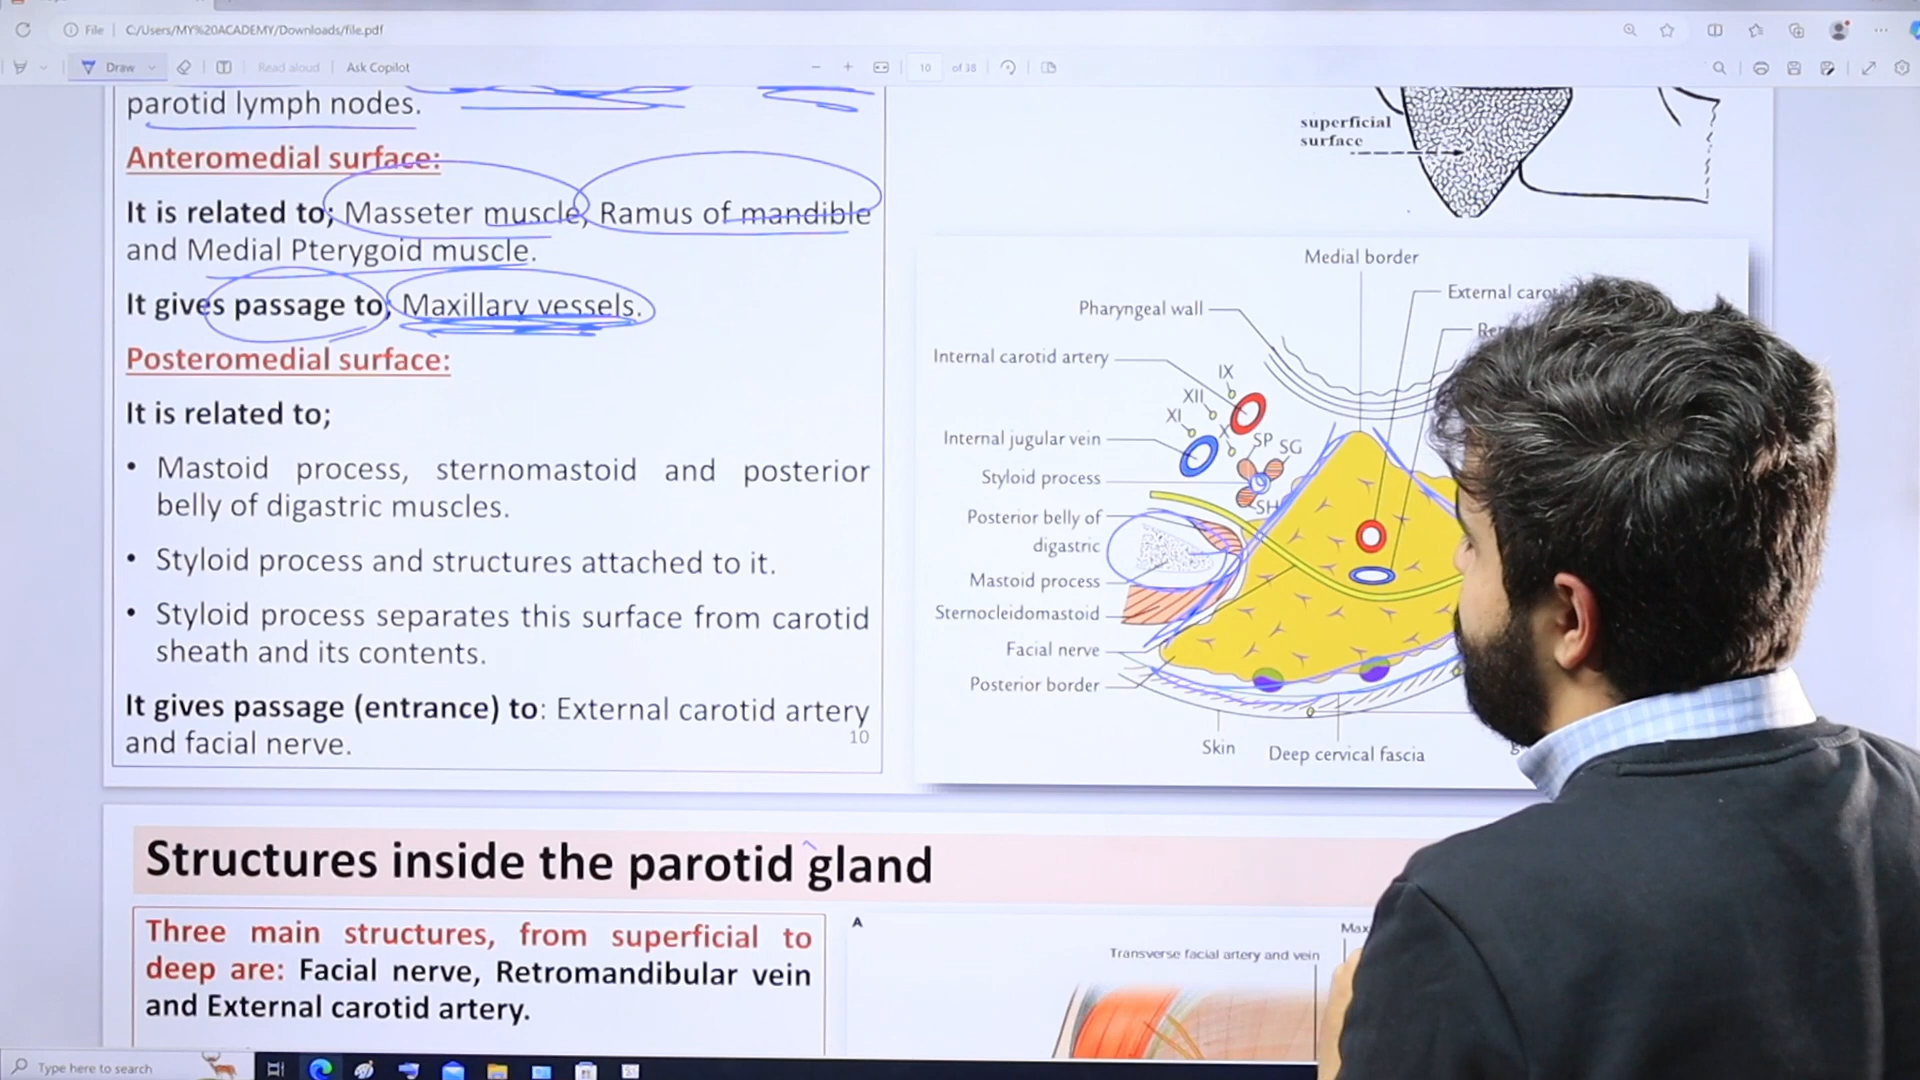 File
C:/Users/MY%20ACADEMY/Downloads/file.pdf
Draw
Read aloud
Ask Copilot
10
of 38
parotid lymph nodes.
Anteromedial surface:
It is related to; Masseter muscle, Ramus of mandible
and Medial Pterygoid muscle.
It gives passage to; Maxillary vessels.
Posteromedial surface:
It is related to;
• Mastoid process, sternomastoid and posterior
belly of digastric muscles.
• Styloid process and structures attached to it.
• Styloid process separates this surface from carotid
sheath and its contents.
It gives passage (entrance) to: External carotid artery
and facial nerve.
10
superficial
surface
Medial border
External
Pharyngeal wall
Internal carotid artery
IX
XII
XI
X
Internal jugular vein
SP
SG
Styloid process
SH
Posterior belly of
digastric
Mastoid process
Sternocleidomastoid
Facial nerve
Posterior border
Skin
Deep cervical fascia
Structures inside the parotid gland
Three main structures, from superficial to
deep are: Facial nerve, Retromandibular vein
and External carotid artery.
A
Transverse facial artery and vein
Type here to search